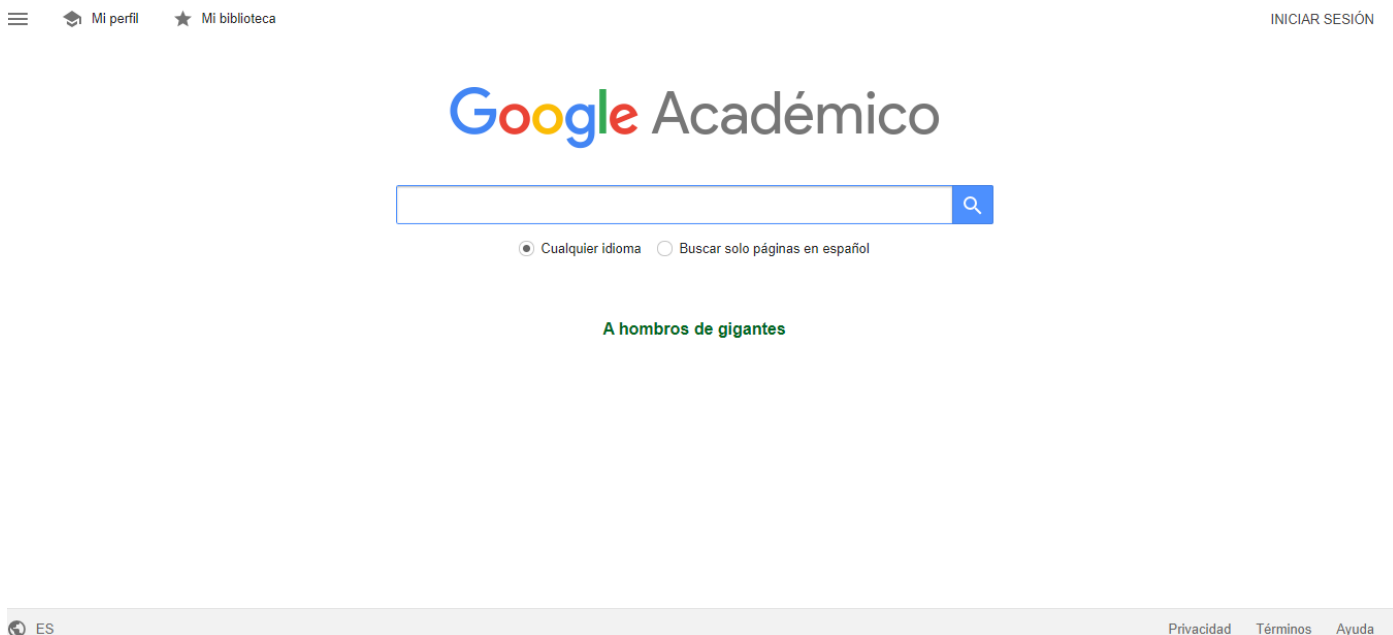 Mi perfil Mi biblioteca INICIAR SESIÓN
Google Académico
Cualquier idioma Buscar solo páginas en español
A hombros de gigantes
ES Privacidad Términos Ayuda